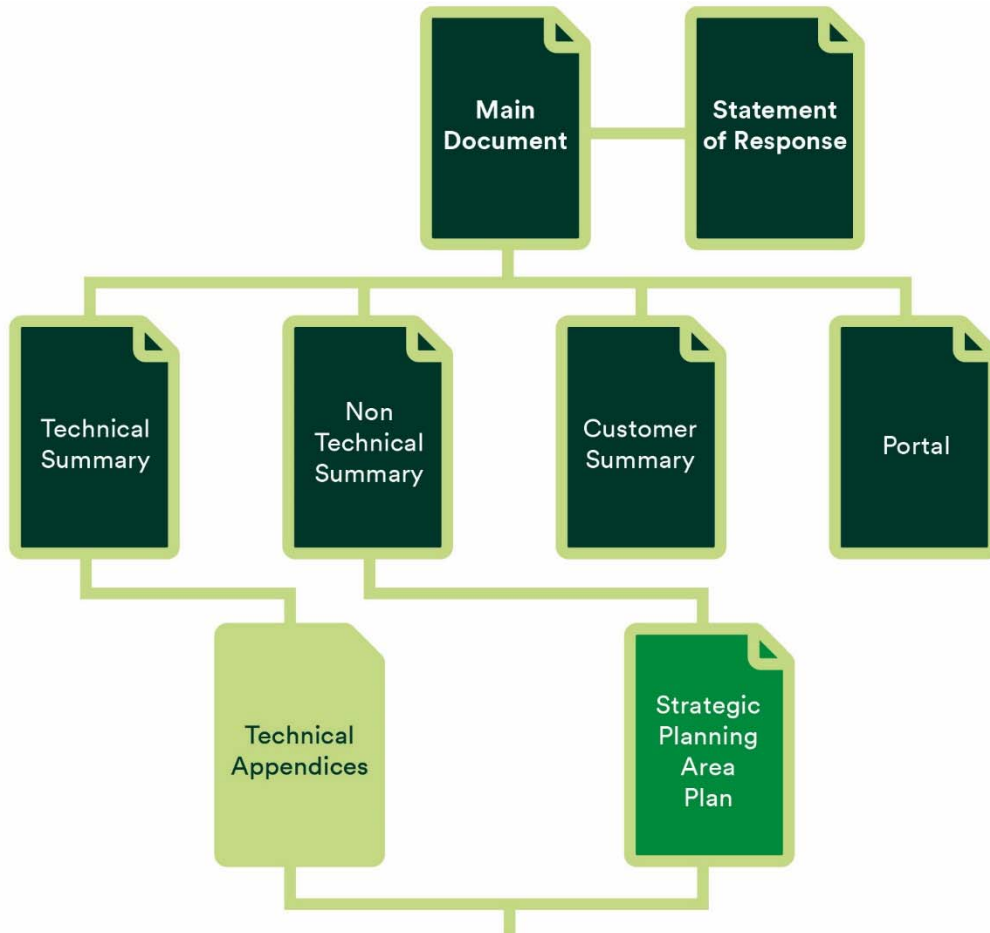 Main
Document
Statement
of Response
Technical
Summary
Non
Technical
Summary
Customer
Summary
Portal
Technical
Appendices
Strategic
Planning
Area
Plan